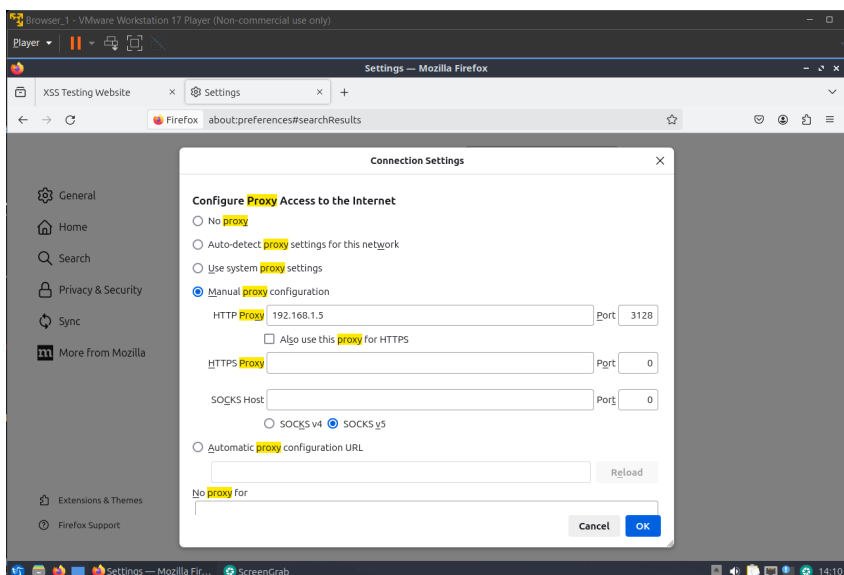 Browser_1 - VMware Workstation 17 Player (Non-commercial use only)
Player
Settings — Mozilla Firefox
XSS Testing Website
Settings
Firefox about:preferences#searchResults
Connection Settings
General
Home
Search
Privacy & Security
Sync
More from Mozilla
Extensions & Themes
Firefox Support
Configure Proxy Access to the Internet
No proxy
Auto-detect proxy settings for this network
Use system proxy settings
Manual proxy configuration
HTTP Proxy 192.168.1.5 Port 3128
Also use this proxy for HTTPS
HTTPS Proxy Port 0
SOCKS Host Port 0
SOCKS v4 SOCKS v5
Automatic proxy configuration URL
Reload
No proxy for
Cancel OK
Settings — Mozilla Fir... ScreenGrab 14:10